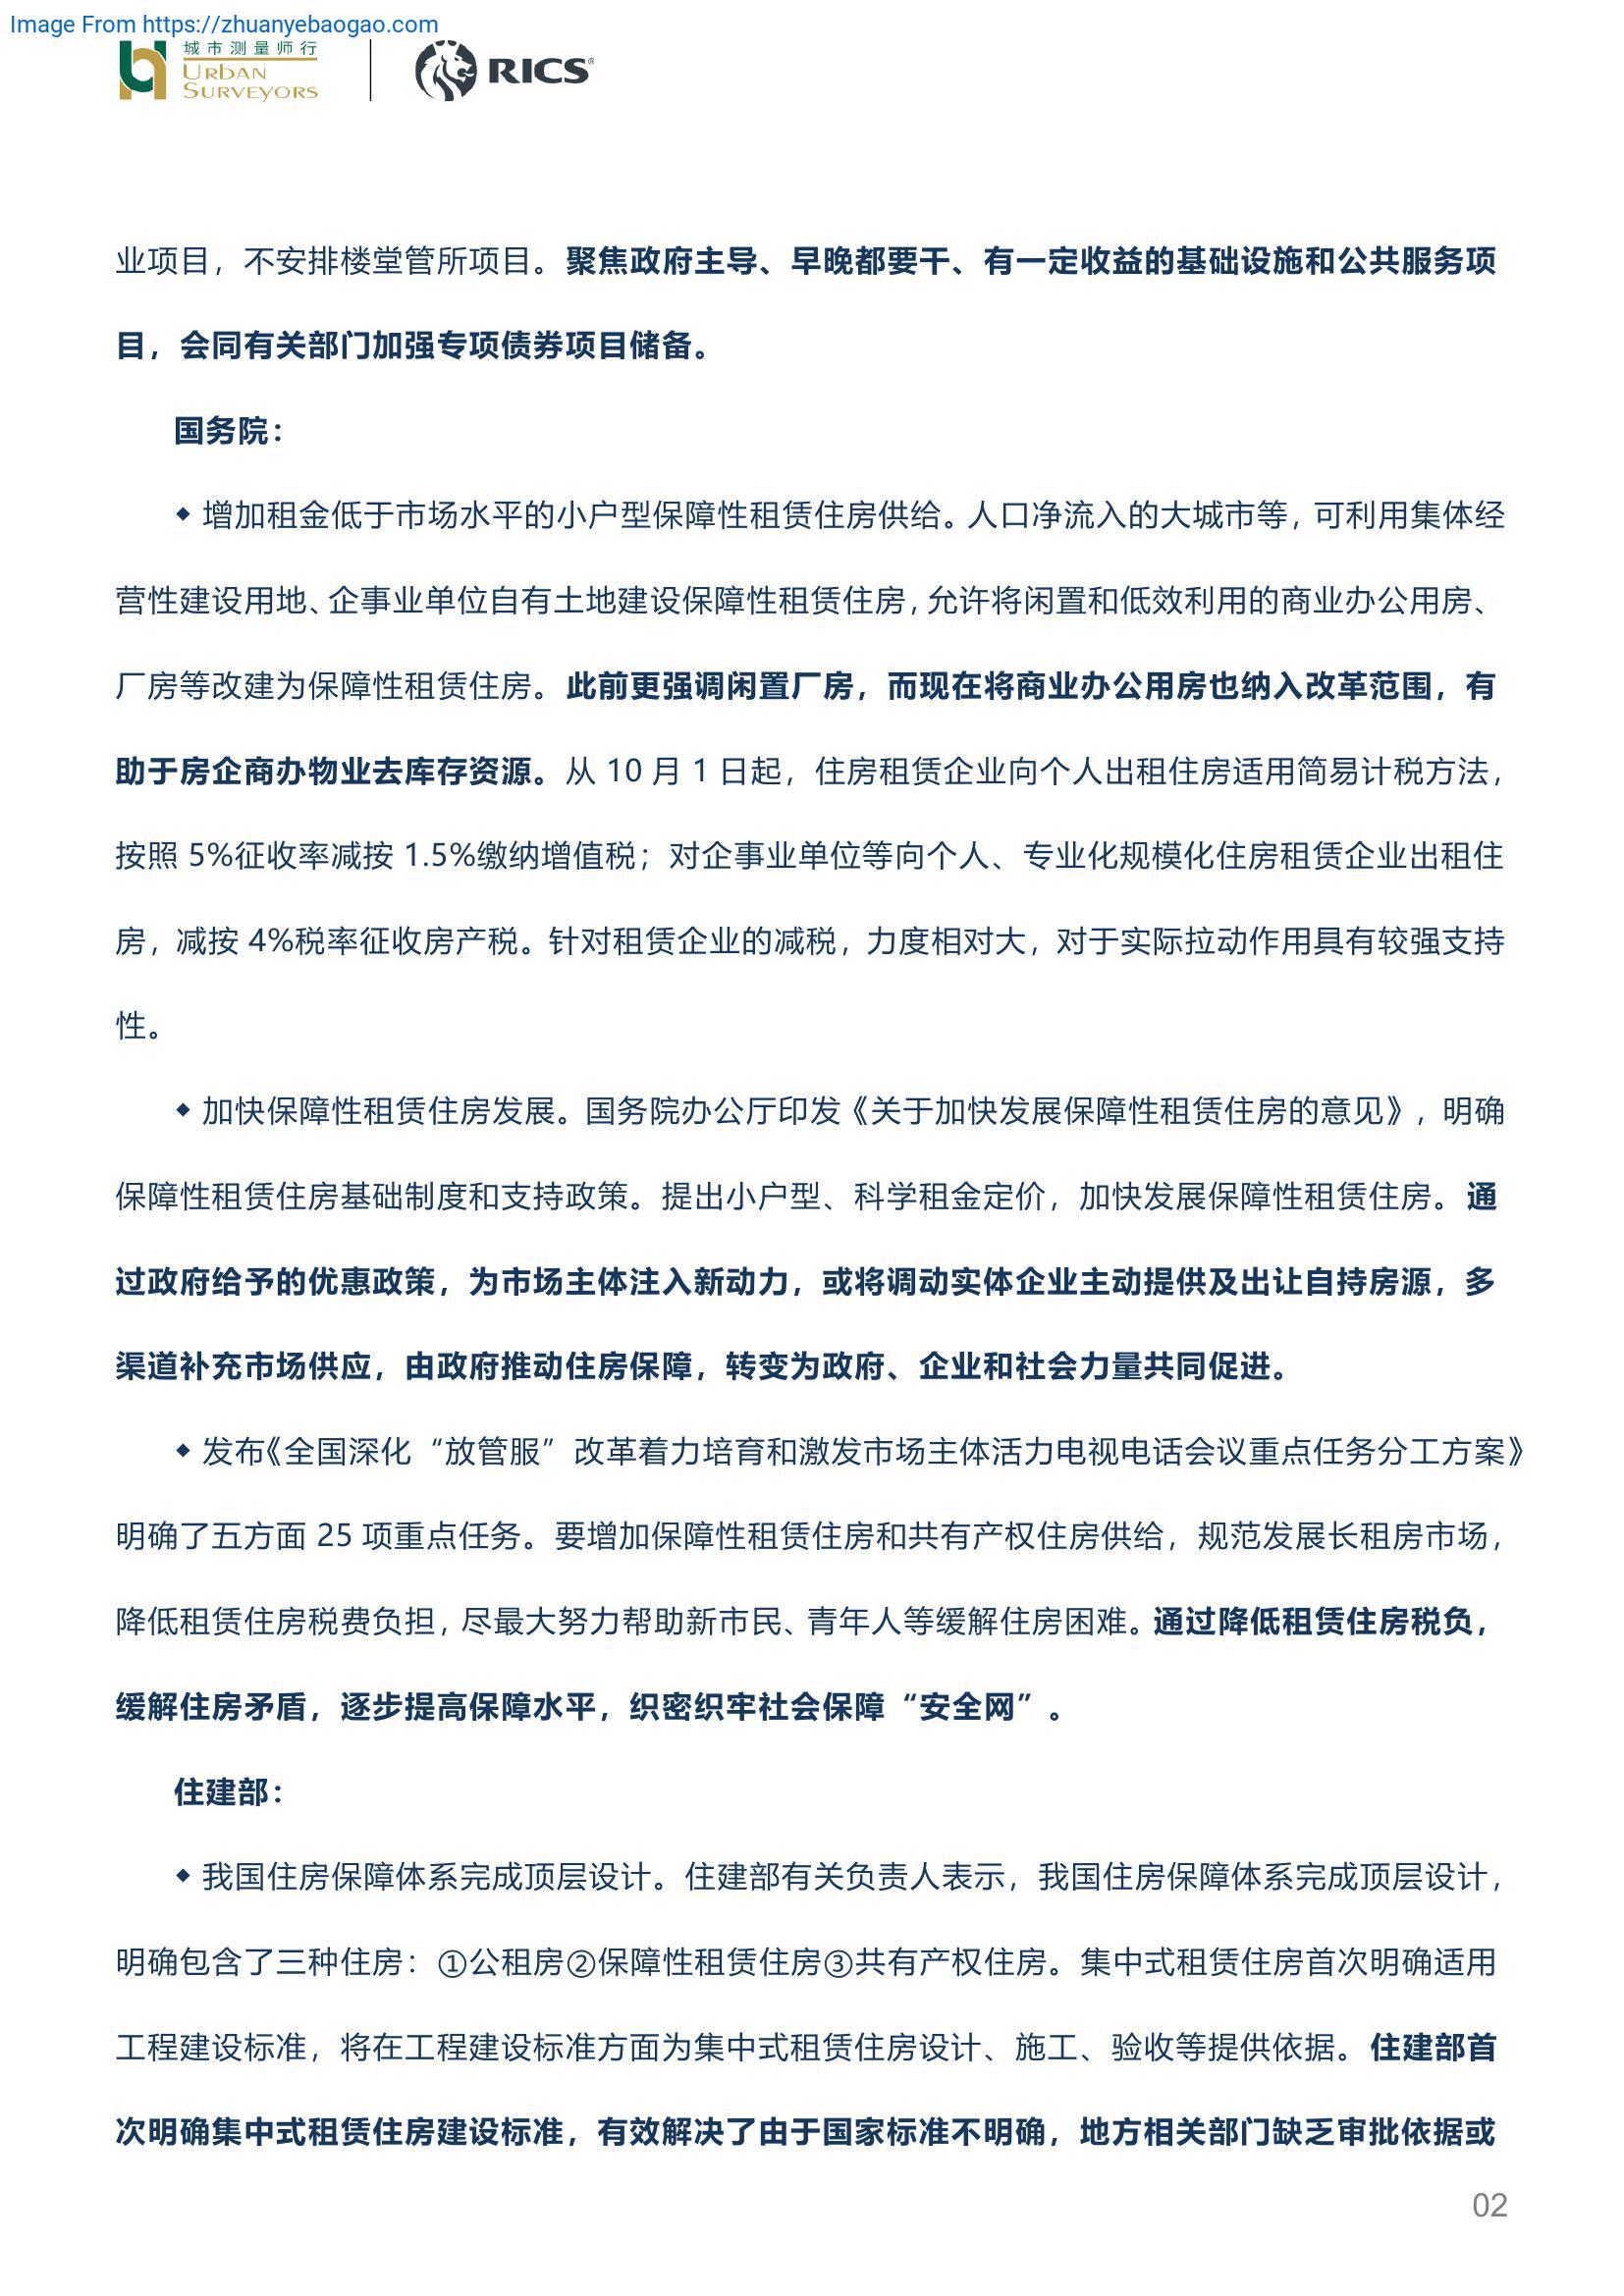 Image From https://zhuanyebaogao.com
城市测量师行
URBAN
SURVEYORS
RICS®
业项目，不安排楼堂管所项目。聚焦政府主导、早晚都要干、有一定收益的基础设施和公共服务项
目，会同有关部门加强专项债券项目储备。
国务院：
◆ 增加租金低于市场水平的小户型保障性租赁住房供给。人口净流入的大城市等，可利用集体经
营性建设用地、企事业单位自有土地建设保障性租赁住房，允许将闲置和低效利用的商业办公用房、
厂房等改建为保障性租赁住房。此前更强调闲置厂房，而现在将商业办公用房也纳入改革范围，有
助于房企商办物业去库存资源。从 10 月 1 日起，住房租赁企业向个人出租住房适用简易计税方法，
按照 5%征收率减按 1.5%缴纳增值税；对企事业单位等向个人、专业化规模化住房租赁企业出租住
房，减按 4%税率征收房产税。针对租赁企业的减税，力度相对大，对于实际拉动作用具有较强支持
性。
◆ 加快保障性租赁住房发展。国务院办公厅印发《关于加快发展保障性租赁住房的意见》，明确
保障性租赁住房基础制度和支持政策。提出小户型、科学租金定价，加快发展保障性租赁住房。通
过政府给予的优惠政策，为市场主体注入新动力，或将调动实体企业主动提供及出让自持房源，多
渠道补充市场供应，由政府推动住房保障，转变为政府、企业和社会力量共同促进。
◆ 发布《全国深化“放管服”改革着力培育和激发市场主体活力电视电话会议重点任务分工方案》
明确了五方面 25 项重点任务。要增加保障性租赁住房和共有产权住房供给，规范发展长租房市场，
降低租赁住房税费负担，尽最大努力帮助新市民、青年人等缓解住房困难。通过降低租赁住房税负，
缓解住房矛盾，逐步提高保障水平，织密织牢社会保障“安全网”。
住建部：
◆ 我国住房保障体系完成顶层设计。住建部有关负责人表示，我国住房保障体系完成顶层设计，
明确包含了三种住房：①公租房②保障性租赁住房③共有产权住房。集中式租赁住房首次明确适用
工程建设标准，将在工程建设标准方面为集中式租赁住房设计、施工、验收等提供依据。住建部首
次明确集中式租赁住房建设标准，有效解决了由于国家标准不明确，地方相关部门缺乏审批依据或
02